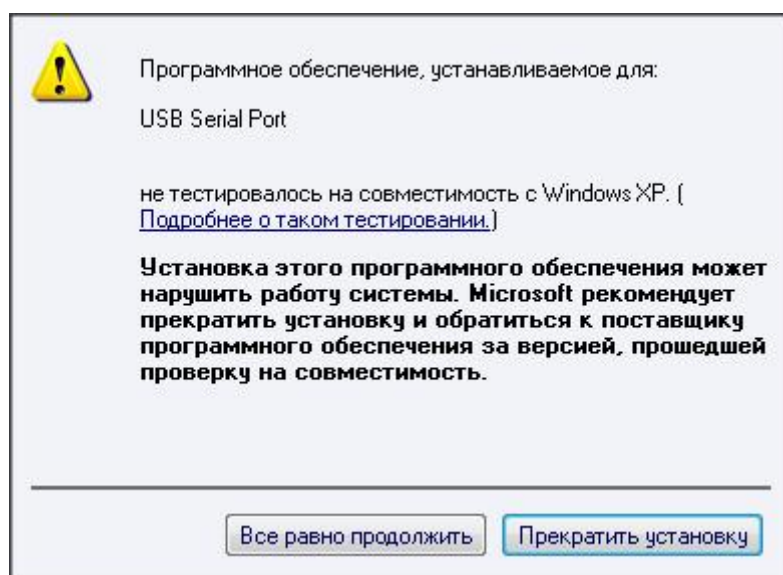 Программное обеспечение, устанавливаемое для:
USB Serial Port
не тестировалось на совместимость с Windows XP. (
Подробнее о таком тестировании.)
Установка этого программного обеспечения может
нарушить работу системы. Microsoft рекомендует
прекратить установку и обратиться к поставщику
программного обеспечения за версией, прошедшей
проверку на совместимость.
Все равно продолжить
Прекратить установку